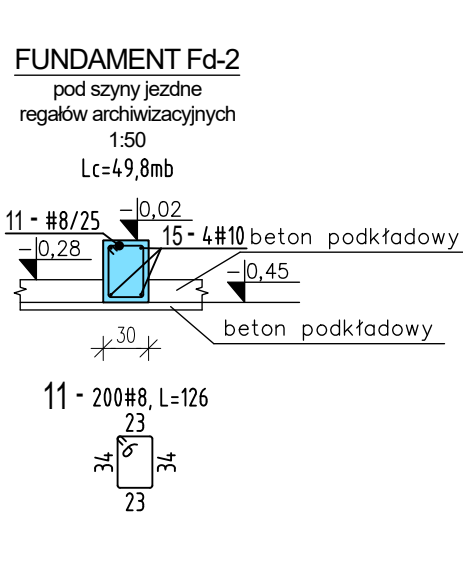 FUNDAMENT Fd-2
pod szyny jezdne
regałów archiwizacyjnych
1:50
Lc=49,8mb
-0,02
11 - #8/25
15 - 4#10 beton podkładowy
-0,28
-0,45
beton podkładowy
30
11 - 200#8, L=126
23
34
6
34
23